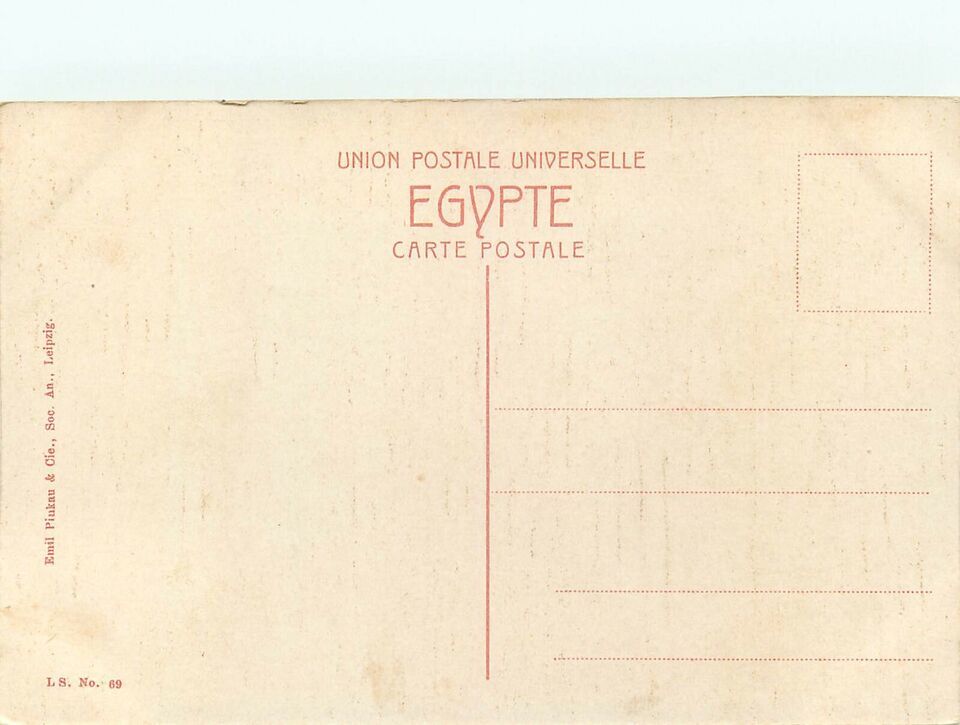 UNION POSTALE UNIVERSELLE
EGYPTE
CARTE POSTALE
Emil Pinkau & Cie., Soc. An., Leipzig.
L S. No. 69